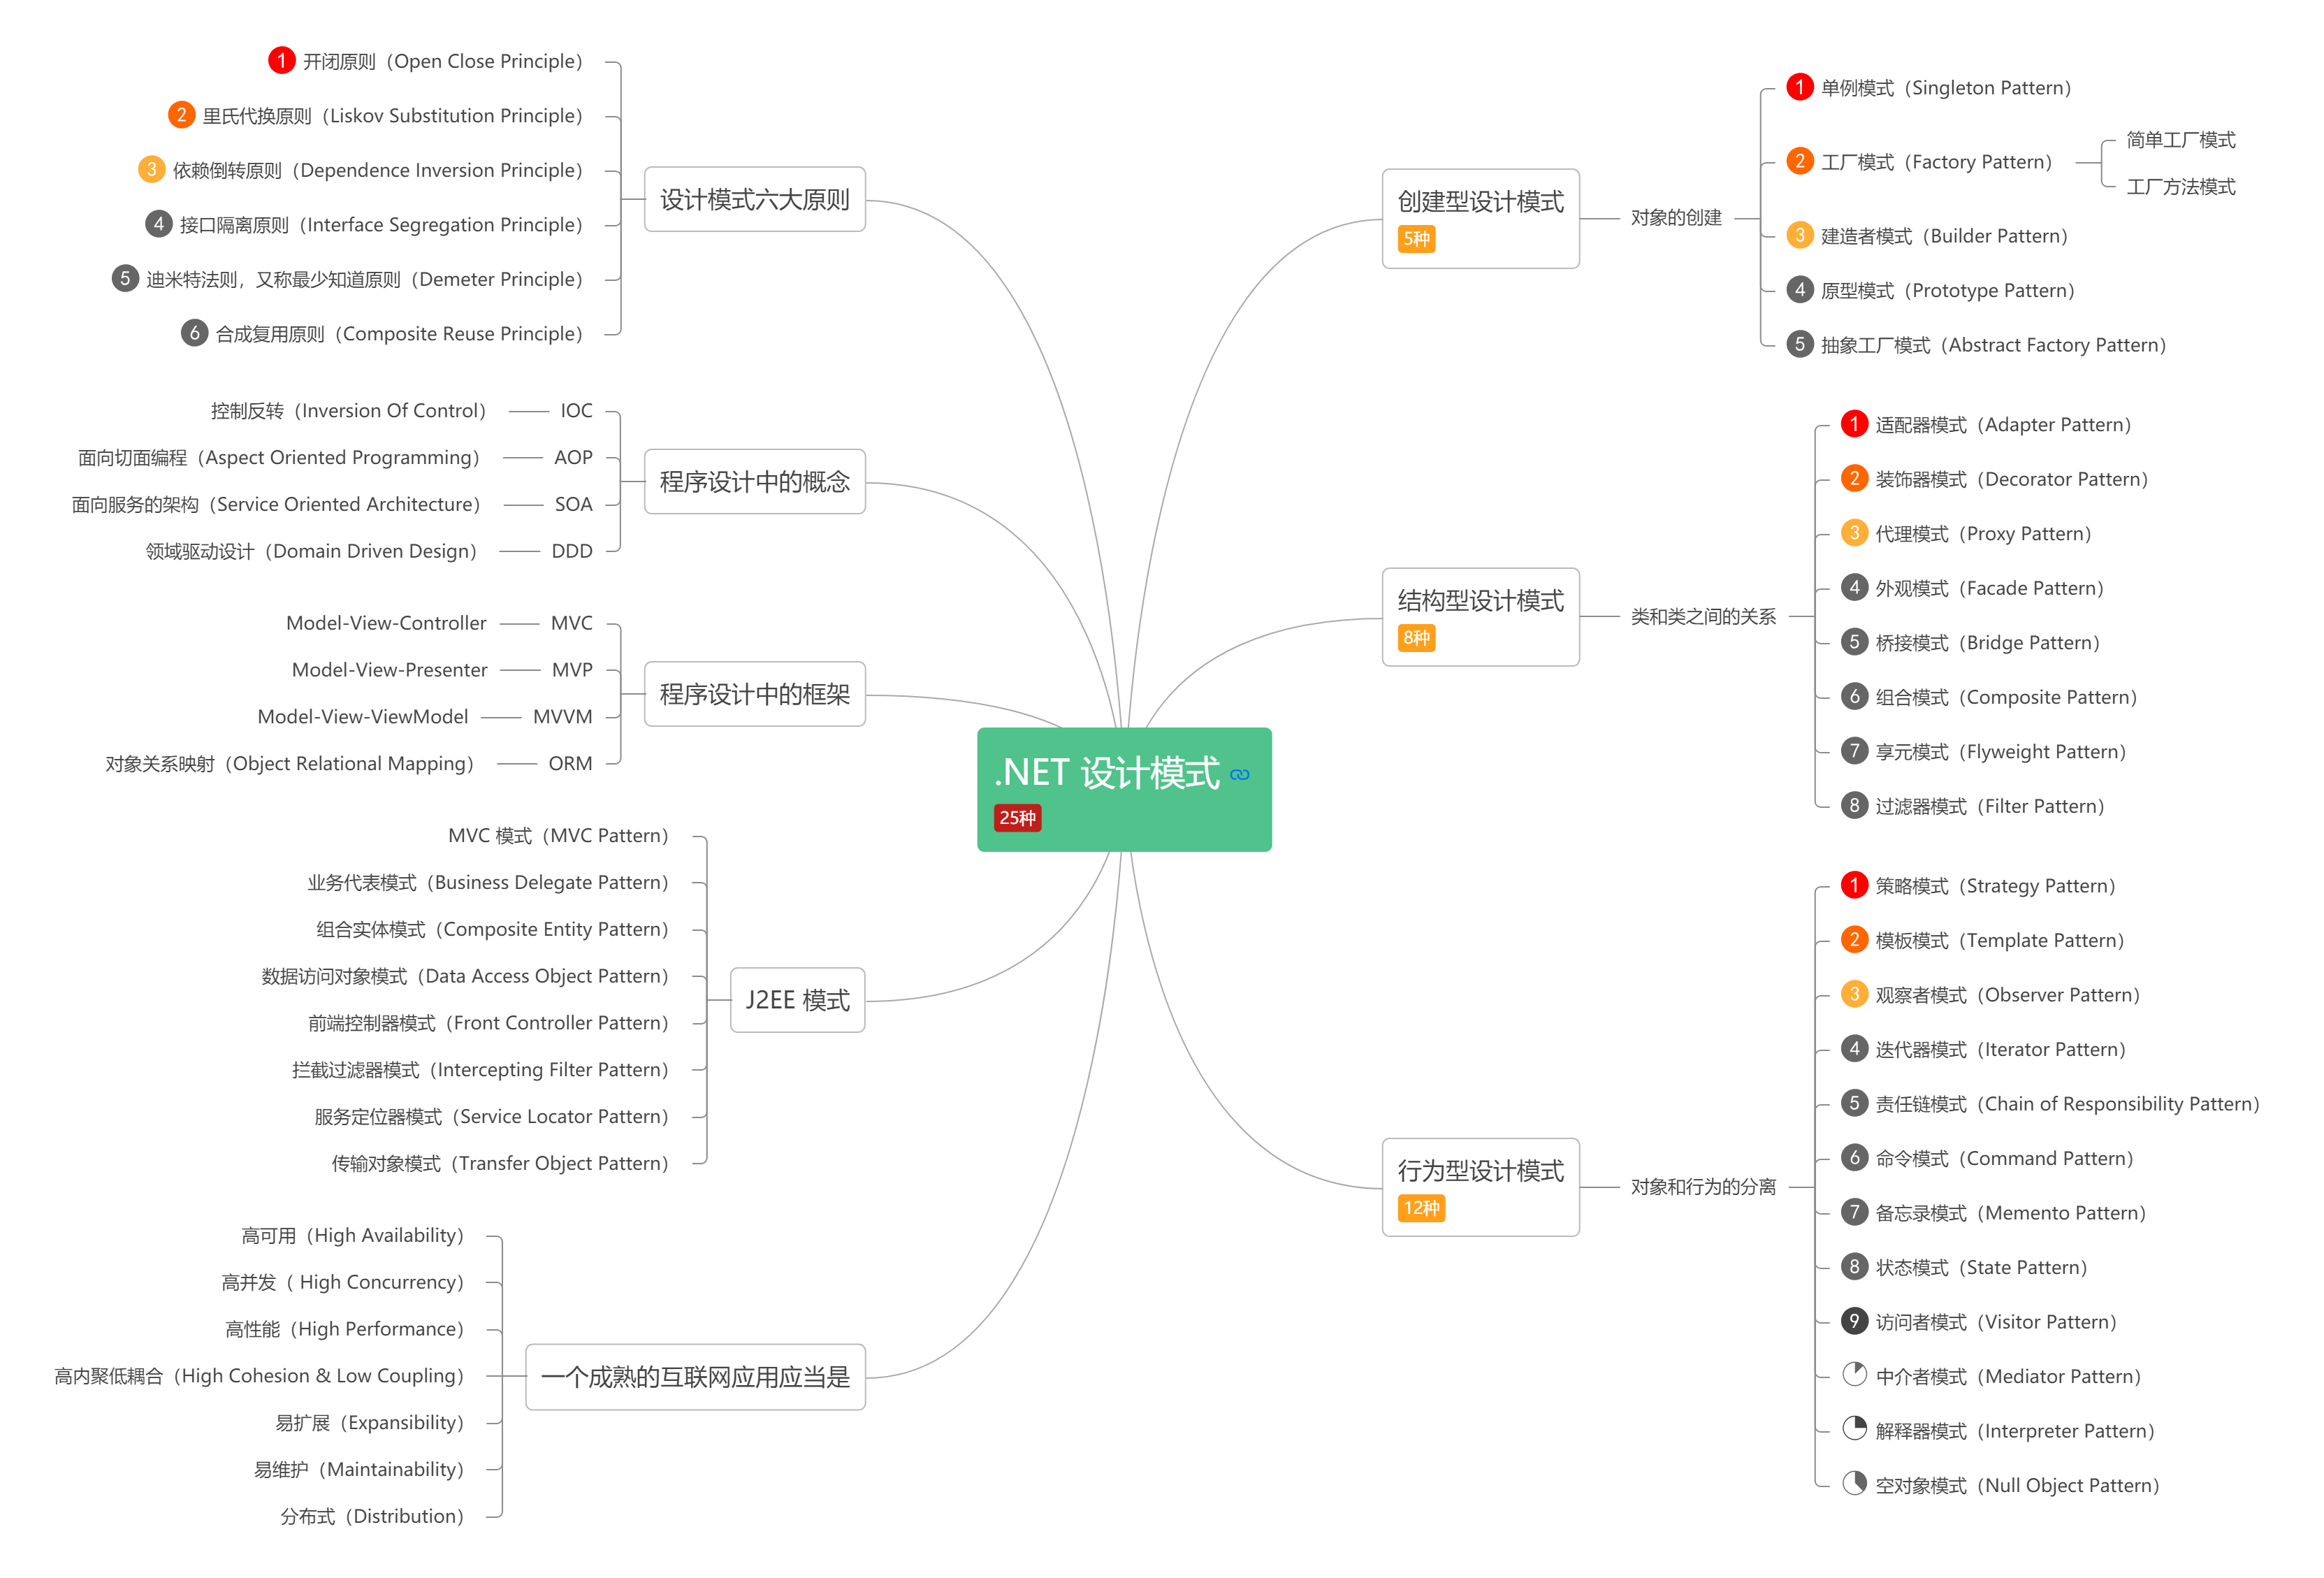 .NET 设计模式
25种
设计模式六大原则
1 开闭原则（Open Close Principle）
2 里氏代换原则（Liskov Substitution Principle）
3 依赖倒转原则（Dependence Inversion Principle）
4 接口隔离原则（Interface Segregation Principle）
5 迪米特法则，又称最少知道原则（Demeter Principle）
6 合成复用原则（Composite Reuse Principle）
程序设计中的概念
控制反转（Inversion Of Control） IOC
面向切面编程（Aspect Oriented Programming） AOP
面向服务的架构（Service Oriented Architecture） SOA
领域驱动设计（Domain Driven Design） DDD
程序设计中的框架
Model-View-Controller MVC
Model-View-Presenter MVP
Model-View-ViewModel MVVM
对象关系映射（Object Relational Mapping） ORM
J2EE 模式
MVC 模式（MVC Pattern）
业务代表模式（Business Delegate Pattern）
组合实体模式（Composite Entity Pattern）
数据访问对象模式（Data Access Object Pattern）
前端控制器模式（Front Controller Pattern）
拦截过滤器模式（Intercepting Filter Pattern）
服务定位器模式（Service Locator Pattern）
传输对象模式（Transfer Object Pattern）
一个成熟的互联网应用应当是
高可用（High Availability）
高并发（ High Concurrency）
高性能（High Performance）
高内聚低耦合（High Cohesion & Low Coupling）
易扩展（Expansibility）
易维护（Maintainability）
分布式（Distribution）
创建型设计模式
5种
对象的创建
1 单例模式（Singleton Pattern）
2 工厂模式（Factory Pattern）
简单工厂模式
工厂方法模式
3 建造者模式（Builder Pattern）
4 原型模式（Prototype Pattern）
5 抽象工厂模式（Abstract Factory Pattern）
结构型设计模式
8种
类和类之间的关系
1 适配器模式（Adapter Pattern）
2 装饰器模式（Decorator Pattern）
3 代理模式（Proxy Pattern）
4 外观模式（Facade Pattern）
5 桥接模式（Bridge Pattern）
6 组合模式（Composite Pattern）
7 享元模式（Flyweight Pattern）
8 过滤器模式（Filter Pattern）
行为型设计模式
12种
对象和行为的分离
1 策略模式（Strategy Pattern）
2 模板模式（Template Pattern）
3 观察者模式（Observer Pattern）
4 迭代器模式（Iterator Pattern）
5 责任链模式（Chain of Responsibility Pattern）
6 命令模式（Command Pattern）
7 备忘录模式（Memento Pattern）
8 状态模式（State Pattern）
9 访问者模式（Visitor Pattern）
中介者模式（Mediator Pattern）
解释器模式（Interpreter Pattern）
空对象模式（Null Object Pattern）